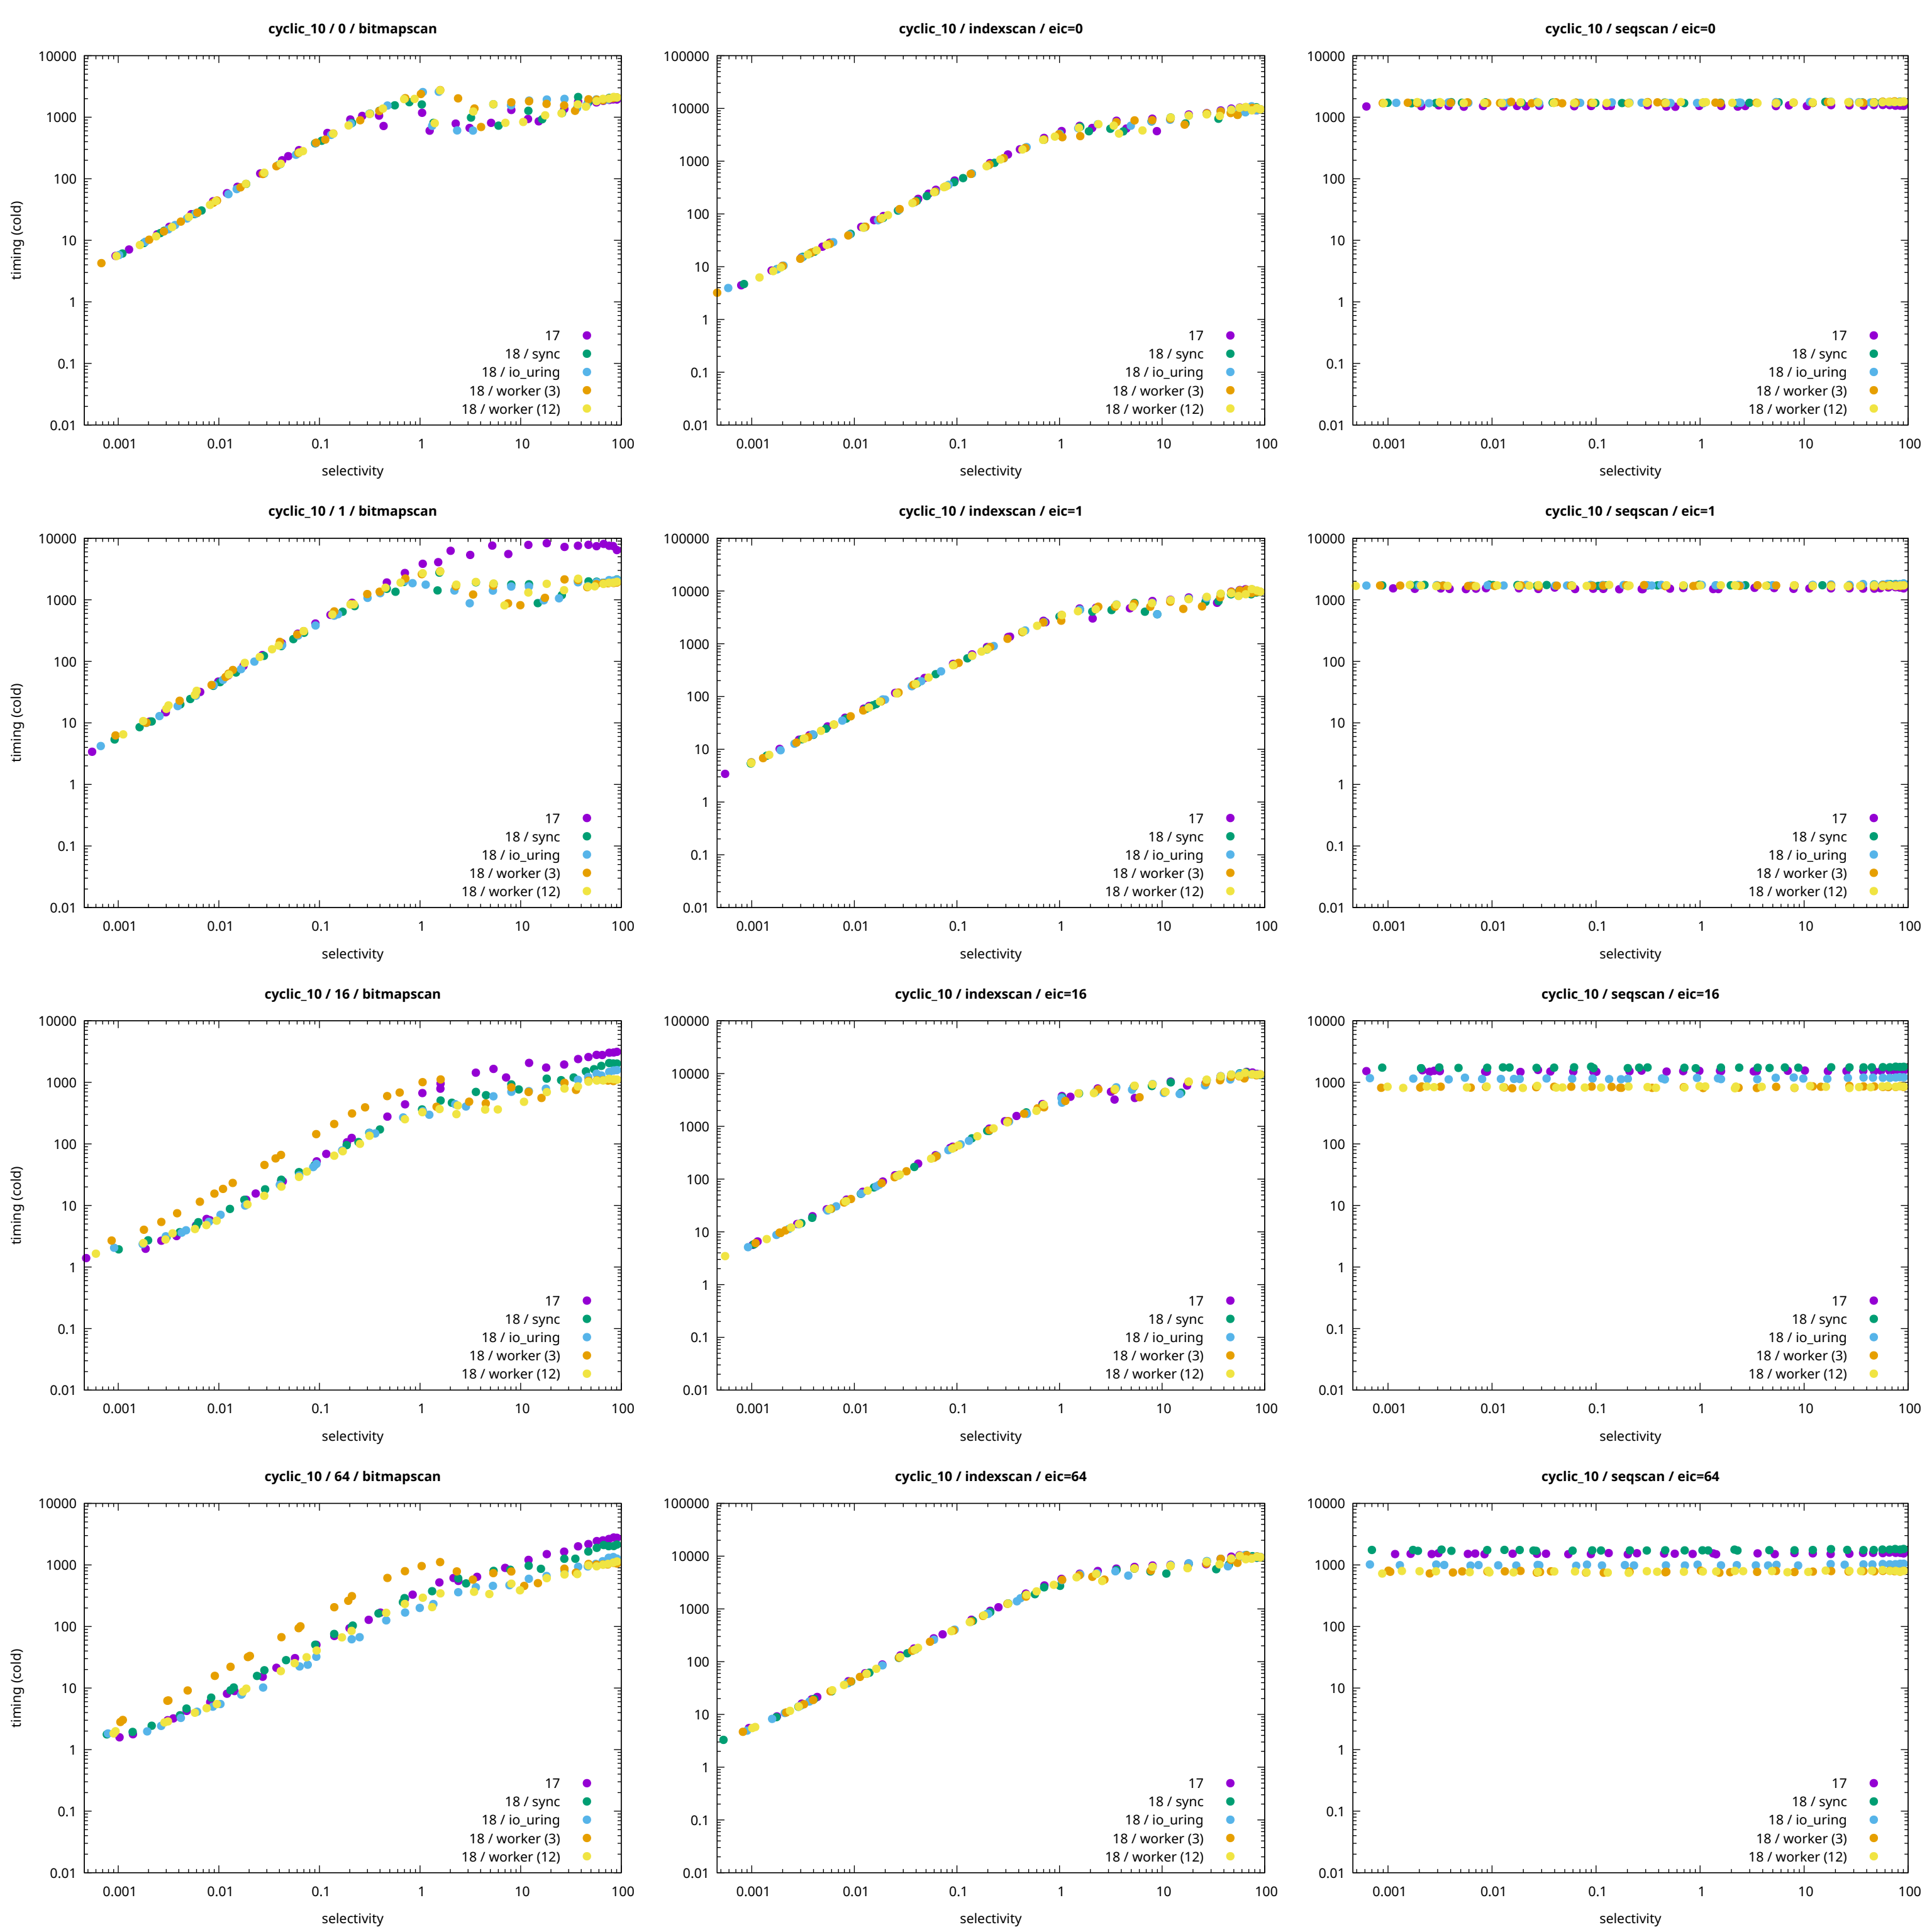 cyclic_10 / 0 / bitmapscan
10000
1000
100
10
1
0.1
0.01
timing (cold)
17
18 / sync
18 / io_uring
18 / worker (3)
18 / worker (12)
0.001 0.01 0.1 1 10 100
selectivity
cyclic_10 / indexscan / eic=0
100000
10000
1000
100
10
1
0.1
0.01
17
18 / sync
18 / io_uring
18 / worker (3)
18 / worker (12)
0.001 0.01 0.1 1 10 100
selectivity
cyclic_10 / seqscan / eic=0
10000
1000
100
10
1
0.1
0.01
17
18 / sync
18 / io_uring
18 / worker (3)
18 / worker (12)
0.001 0.01 0.1 1 10 100
selectivity
cyclic_10 / 1 / bitmapscan
10000
1000
100
10
1
0.1
0.01
timing (cold)
17
18 / sync
18 / io_uring
18 / worker (3)
18 / worker (12)
0.001 0.01 0.1 1 10 100
selectivity
cyclic_10 / indexscan / eic=1
100000
10000
1000
100
10
1
0.1
0.01
17
18 / sync
18 / io_uring
18 / worker (3)
18 / worker (12)
0.001 0.01 0.1 1 10 100
selectivity
cyclic_10 / seqscan / eic=1
10000
1000
100
10
1
0.1
0.01
17
18 / sync
18 / io_uring
18 / worker (3)
18 / worker (12)
0.001 0.01 0.1 1 10 100
selectivity
cyclic_10 / 16 / bitmapscan
10000
1000
100
10
1
0.1
0.01
timing (cold)
17
18 / sync
18 / io_uring
18 / worker (3)
18 / worker (12)
0.001 0.01 0.1 1 10 100
selectivity
cyclic_10 / indexscan / eic=16
100000
10000
1000
100
10
1
0.1
0.01
17
18 / sync
18 / io_uring
18 / worker (3)
18 / worker (12)
0.001 0.01 0.1 1 10 100
selectivity
cyclic_10 / seqscan / eic=16
10000
1000
100
10
1
0.1
0.01
17
18 / sync
18 / io_uring
18 / worker (3)
18 / worker (12)
0.001 0.01 0.1 1 10 100
selectivity
cyclic_10 / 64 / bitmapscan
10000
1000
100
10
1
0.1
0.01
timing (cold)
17
18 / sync
18 / io_uring
18 / worker (3)
18 / worker (12)
0.001 0.01 0.1 1 10 100
selectivity
cyclic_10 / indexscan / eic=64
100000
10000
1000
100
10
1
0.1
0.01
17
18 / sync
18 / io_uring
18 / worker (3)
18 / worker (12)
0.001 0.01 0.1 1 10 100
selectivity
cyclic_10 / seqscan / eic=64
10000
1000
100
10
1
0.1
0.01
17
18 / sync
18 / io_uring
18 / worker (3)
18 / worker (12)
0.001 0.01 0.1 1 10 100
selectivity